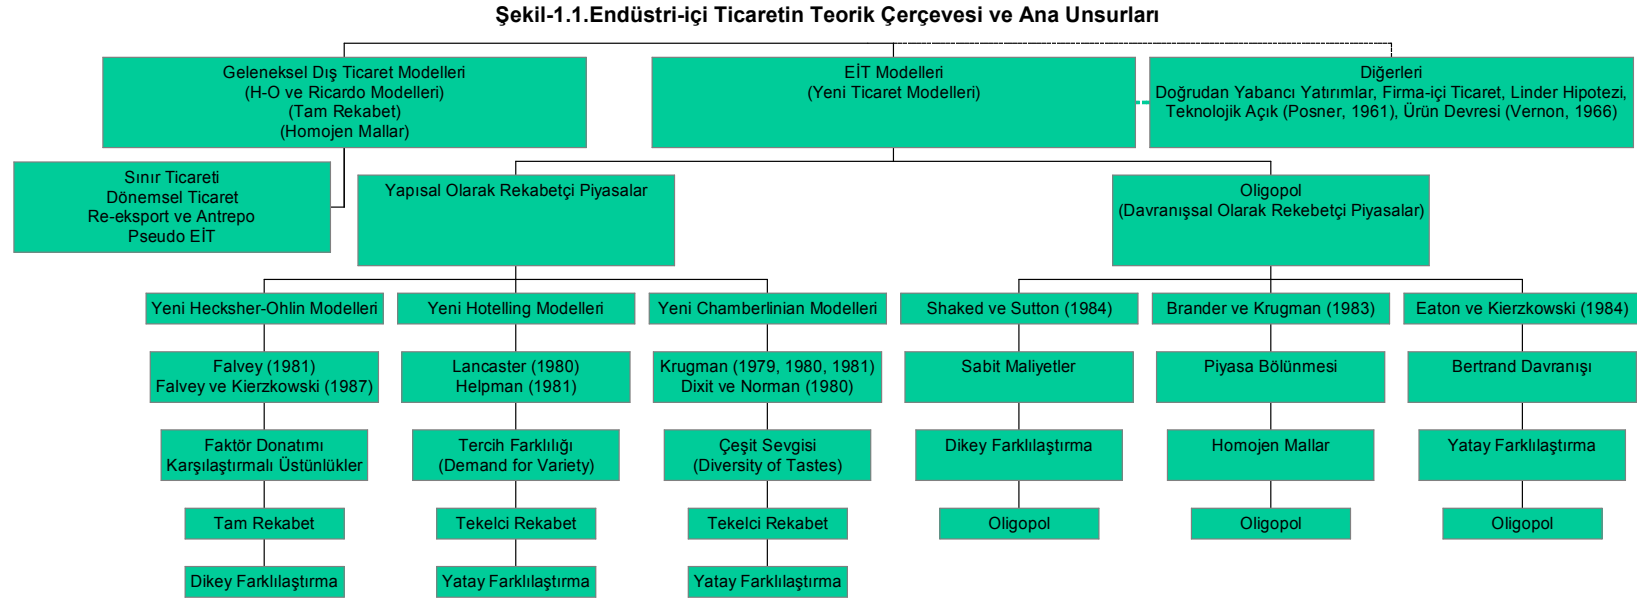 Şekil-1.1.Endüstri-içi Ticaretin Teorik Çerçevesi ve Ana Unsurları
Geleneksel Dış Ticaret Modelleri
(H-O ve Ricardo Modelleri)
(Tam Rekabet)
(Homojen Mallar)
EİT Modelleri
(Yeni Ticaret Modelleri)
Diğerleri
Doğrudan Yabancı Yatırımlar, Firma-içi Ticaret, Linder Hipotezi,
Teknolojik Açık (Posner, 1961), Ürün Devresi (Vernon, 1966)
Sınır Ticareti
Dönemsel Ticaret
Re-eksport ve Antrepo
Pseudo EİT
Yapısal Olarak Rekabetçi Piyasalar
Oligopol
(Davranışsal Olarak Rekebetçi Piyasalar)
Yeni Hecksher-Ohlin Modelleri
Yeni Hotelling Modelleri
Yeni Chamberlinian Modelleri
Shaked ve Sutton (1984)
Brander ve Krugman (1983)
Eaton ve Kierzkowski (1984)
Falvey (1981)
Falvey ve Kierzkowski (1987)
Lancaster (1980)
Helpman (1981)
Krugman (1979, 1980, 1981)
Dixit ve Norman (1980)
Sabit Maliyetler
Piyasa Bölünmesi
Bertrand Davranışı
Faktör Donatımı
Karşılaştırmalı Üstünlükler
Tercih Farklılığı
(Demand for Variety)
Çeşit Sevgisi
(Diversity of Tastes)
Dikey Farklılaştırma
Homojen Mallar
Yatay Farklılaştırma
Tam Rekabet
Tekelci Rekabet
Tekelci Rekabet
Oligopol
Oligopol
Oligopol
Dikey Farklılaştırma
Yatay Farklılaştırma
Yatay Farklılaştırma